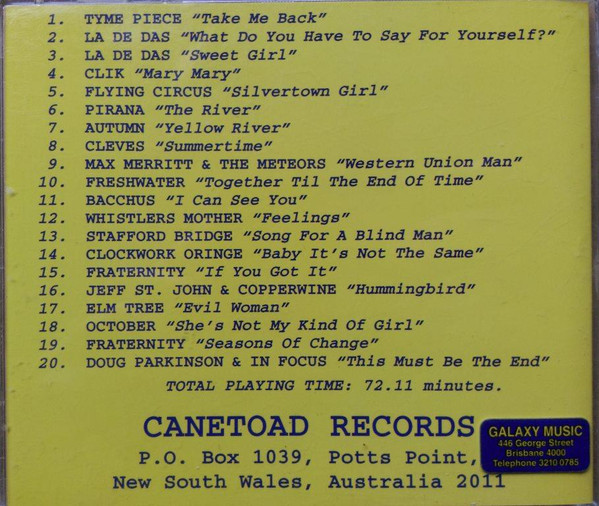 1. TYME PIECE "Take Me Back"
2. LA DE DAS "What Do You Have To Say For Yourself?"
3. LA DE DAS "Sweet Girl"
4. CLIK "Mary Mary"
5. FLYING CIRCUS "Silvertown Girl"
6. PIRANA "The River"
7. AUTUMN "Yellow River"
8. CLEVES "Summertime"
9. MAX MERRITT & THE METEORS "Western Union Man"
10. FRESHWATER "Together Til The End Of Time"
11. BACCHUS "I Can See You"
12. WHISTLERS MOTHER "Feelings"
13. STAFFORD BRIDGE "Song For A Blind Man"
14. CLOCKWORK ORINGE "Baby It's Not The Same"
15. FRATERNITY "If You Got It"
16. JEFF ST. JOHN & COPPERWINE "Hummingbird"
17. ELM TREE "Evil Woman"
18. OCTOBER "She's Not My Kind Of Girl"
19. FRATERNITY "Seasons Of Change"
20. DOUG PARKINSON & IN FOCUS "This Must Be The End"
TOTAL PLAYING TIME: 72.11 minutes.
CANETOAD RECORDS
P.O. Box 1039, Potts Point,
New South Wales, Australia 2011
GALAXY MUSIC
446 George Street
Brisbane 4000
Telephone 3210 0785